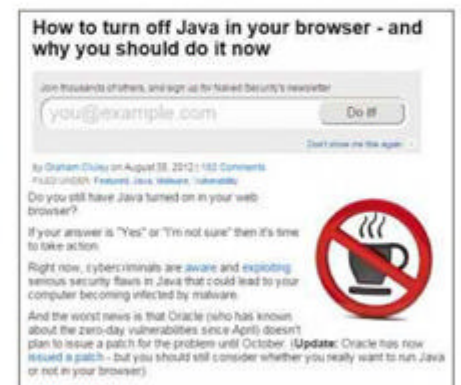 How to turn off Java in your browser - and
why you should do it now
Join thousands of others, and sign up for Naked Security's newsletter
you@example.com
Do it!
Don't show me this again
by Graham Cluley on August 30, 2012 | 162 Comments
FILED UNDER: Featured, Java, Malware, Vulnerability
Do you still have Java turned on in your web
browser?
If your answer is "Yes" or "I'm not sure" then it's time
to take action.
Right now, cybercriminals are aware and exploiting
serious security flaws in Java that could lead to your
computer becoming infected by malware.
And the worst news is that Oracle (who has known
about the zero-day vulnerabilities since April) doesn't
plan to issue a patch for the problem until October. (Update: Oracle has now
issued a patch - but you should still consider whether you really want to run Java
or not in your browser)